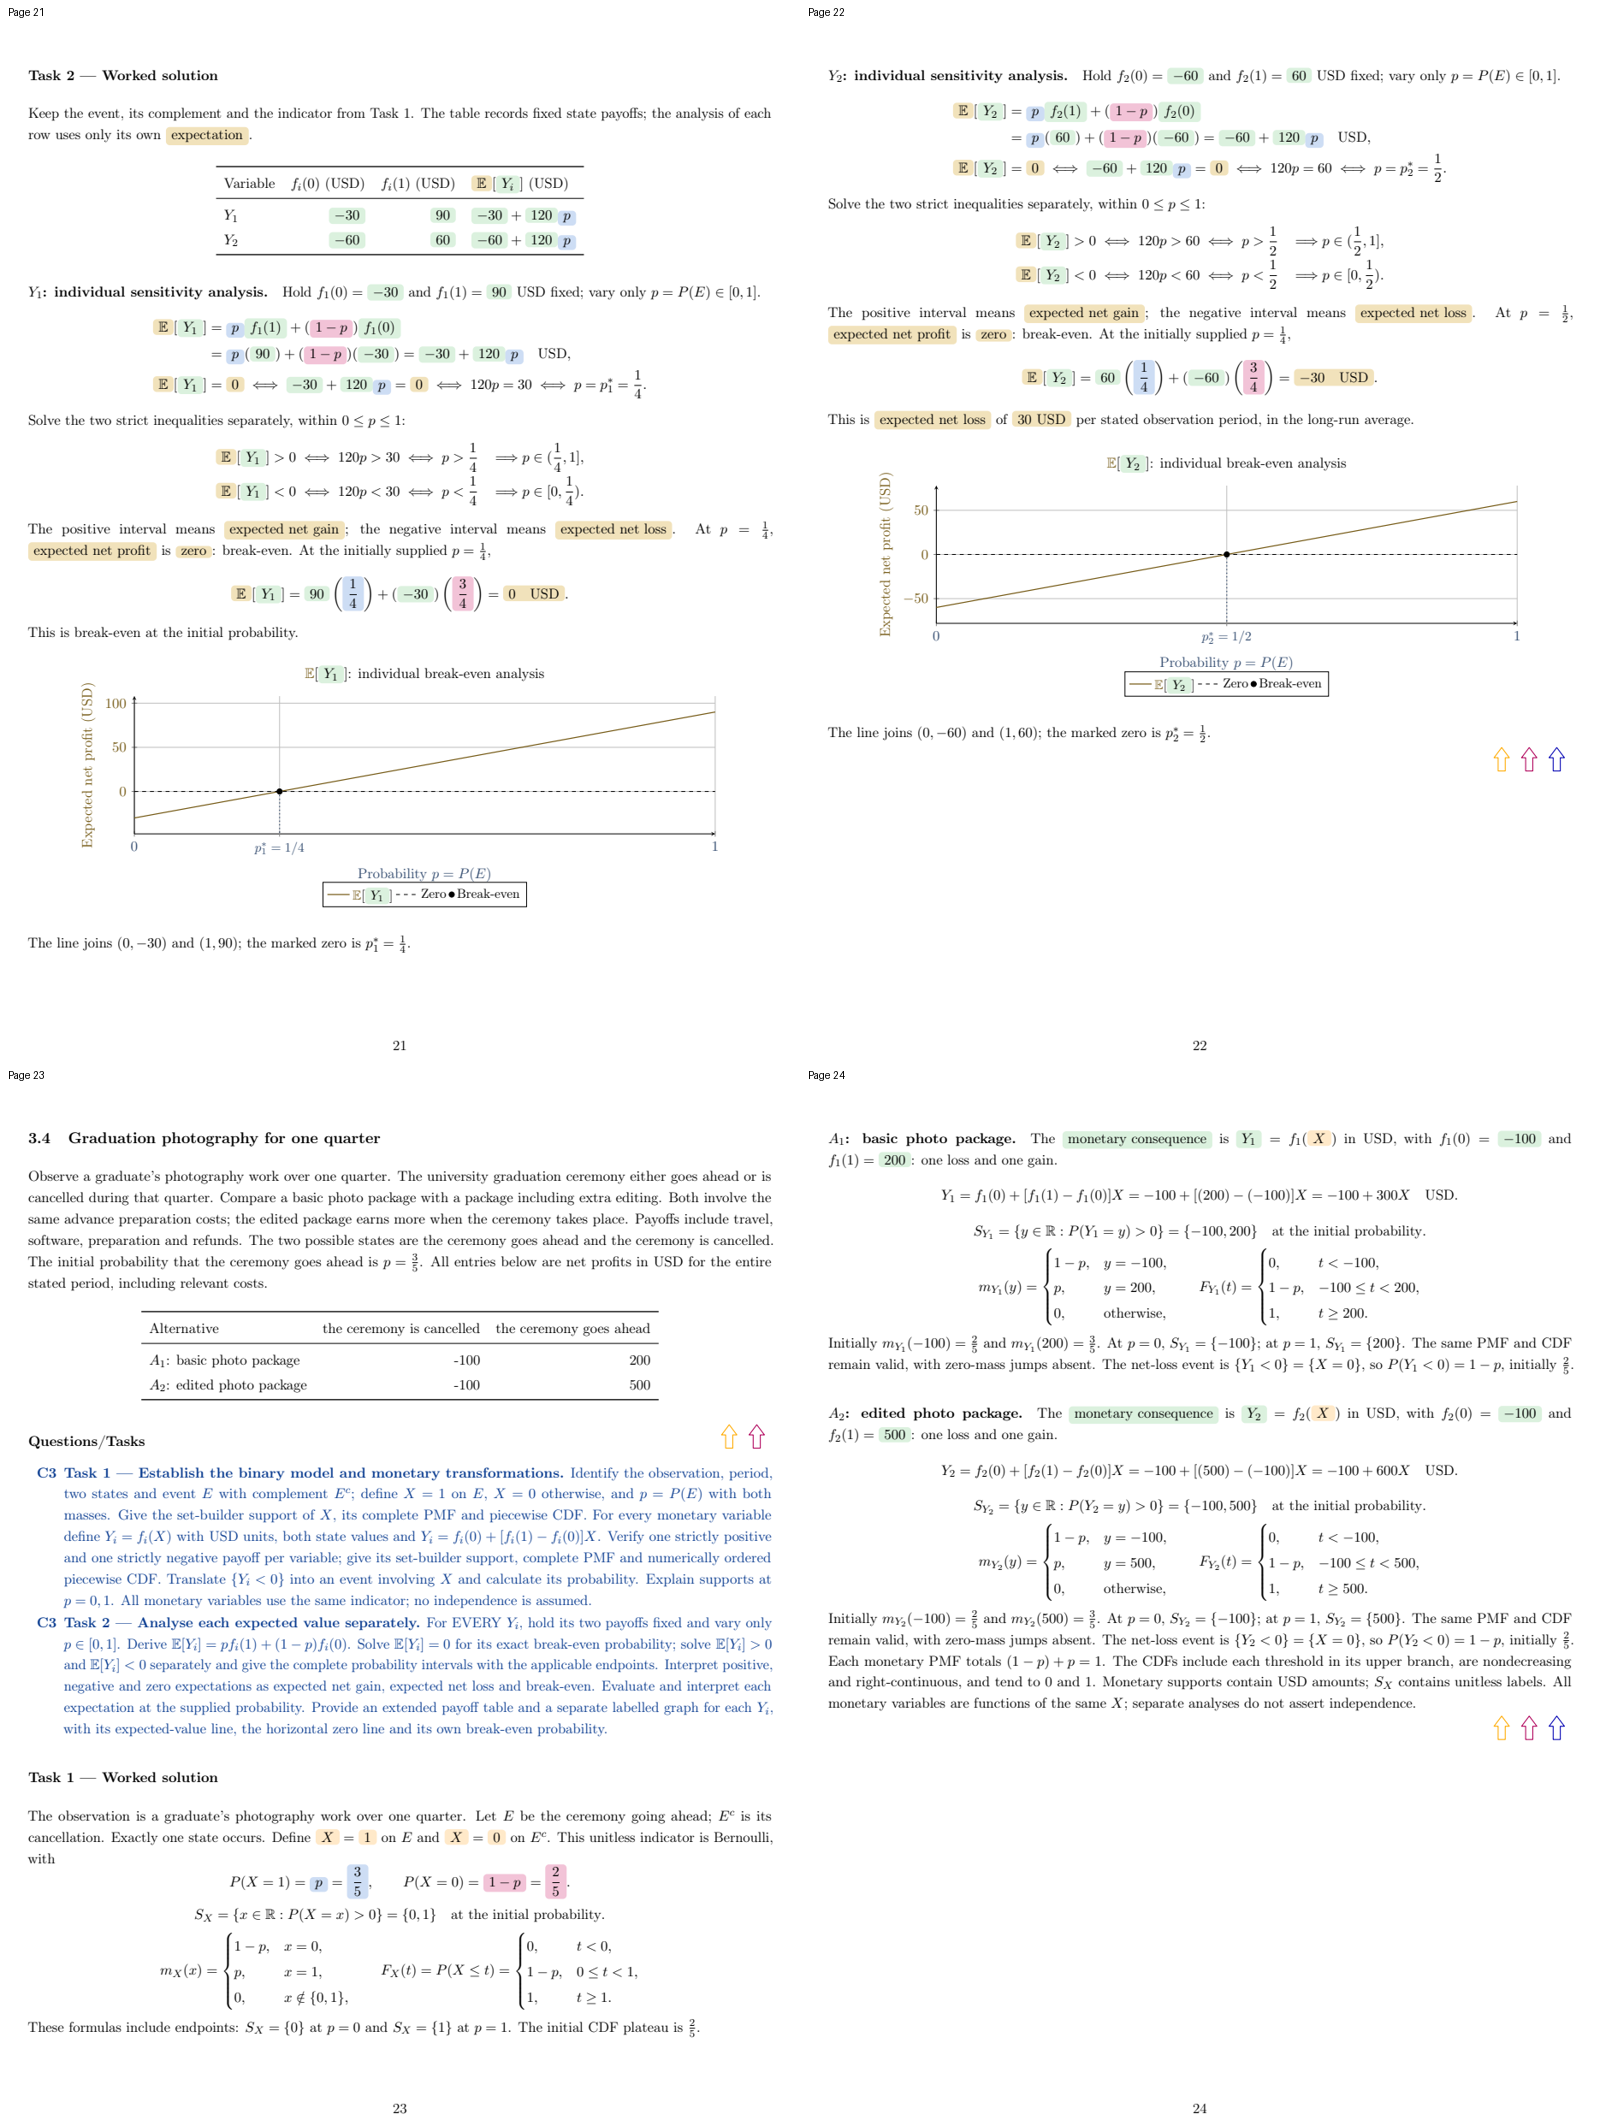 Page 21
Task 2 — Worked solution
Keep the event, its complement and the indicator from Task 1. The table records fixed state payoffs; the analysis of each
row uses only its own expectation.
Variable f_i(0) (USD) f_i(1) (USD) 𝔼[Y_i] (USD)
Y_1 −30 90 −30 + 120p
Y_2 −60 60 −60 + 120p
Y_1: individual sensitivity analysis. Hold f_1(0) = −30 and f_1(1) = 90 USD fixed; vary only p = P(E) ∈ [0, 1].
𝔼[Y_1] = p f_1(1) + (1 − p) f_1(0)
= p(90) + (1 − p)(−30) = −30 + 120p USD,
𝔼[Y_1] = 0 ⟺ −30 + 120p = 0 ⟺ 120p = 30 ⟺ p = p_1^* = 1/4.
Solve the two strict inequalities separately, within 0 ≤ p ≤ 1:
𝔼[Y_1] > 0 ⟺ 120p > 30 ⟺ p > 1/4 ⟹ p ∈ (1/4, 1],
𝔼[Y_1] < 0 ⟺ 120p < 30 ⟺ p < 1/4 ⟹ p ∈ [0, 1/4).
The positive interval means expected net gain; the negative interval means expected net loss. At p = 1/4,
expected net profit is zero: break-even. At the initially supplied p = 1/4,
𝔼[Y_1] = 90 (1/4) + (−30) (3/4) = 0 USD.
This is break-even at the initial probability.
𝔼[Y_1]: individual break-even analysis
Expected net profit (USD)
100
50
0
0 p_1^* = 1/4 1
Probability p = P(E)
𝔼[Y_1] Zero Break-even
The line joins (0, −30) and (1, 90); the marked zero is p_1^* = 1/4.
21
Page 22
Y_2: individual sensitivity analysis. Hold f_2(0) = −60 and f_2(1) = 60 USD fixed; vary only p = P(E) ∈ [0, 1].
𝔼[Y_2] = p f_2(1) + (1 − p) f_2(0)
= p(60) + (1 − p)(−60) = −60 + 120p USD,
𝔼[Y_2] = 0 ⟺ −60 + 120p = 0 ⟺ 120p = 60 ⟺ p = p_2^* = 1/2.
Solve the two strict inequalities separately, within 0 ≤ p ≤ 1:
𝔼[Y_2] > 0 ⟺ 120p > 60 ⟺ p > 1/2 ⟹ p ∈ (1/2, 1],
𝔼[Y_2] < 0 ⟺ 120p < 60 ⟺ p < 1/2 ⟹ p ∈ [0, 1/2).
The positive interval means expected net gain; the negative interval means expected net loss. At p = 1/2,
expected net profit is zero: break-even. At the initially supplied p = 1/4,
𝔼[Y_2] = 60 (1/4) + (−60) (3/4) = −30 USD.
This is expected net loss of 30 USD per stated observation period, in the long-run average.
𝔼[Y_2]: individual break-even analysis
Expected net profit (USD)
50
0
−50
0 p_2^* = 1/2 1
Probability p = P(E)
𝔼[Y_2] Zero Break-even
The line joins (0, −60) and (1, 60); the marked zero is p_2^* = 1/2.
22
Page 23
3.4 Graduation photography for one quarter
Observe a graduate's photography work over one quarter. The university graduation ceremony either goes ahead or is
cancelled during that quarter. Compare a basic photo package with a package including extra editing. Both involve the
same advance preparation costs; the edited package earns more when the ceremony takes place. Payoffs include travel,
software, preparation and refunds. The two possible states are the ceremony goes ahead and the ceremony is cancelled.
The initial probability that the ceremony goes ahead is p = 3/5. All entries below are net profits in USD for the entire
stated period, including relevant costs.
Alternative the ceremony is cancelled the ceremony goes ahead
A_1: basic photo package -100 200
A_2: edited photo package -100 500
Questions/Tasks
C3 Task 1 — Establish the binary model and monetary transformations. Identify the observation, period,
two states and event E with complement E^c; define X = 1 on E, X = 0 otherwise, and p = P(E) with both
masses. Give the set-builder support of X, its complete PMF and piecewise CDF. For every monetary variable
define Y_i = f_i(X) with USD units, both state values and Y_i = f_i(0) + [f_i(1) − f_i(0)]X. Verify one strictly positive
and one strictly negative payoff per variable; give its set-builder support, complete PMF and numerically ordered
piecewise CDF. Translate {Y_i < 0} into an event involving X and calculate its probability. Explain supports at
p = 0, 1. All monetary variables use the same indicator; no independence is assumed.
C3 Task 2 — Analyse each expected value separately. For EVERY Y_i, hold its two payoffs fixed and vary only
p ∈ [0, 1]. Derive 𝔼[Y_i] = pf_i(1) + (1 − p)f_i(0). Solve 𝔼[Y_i] = 0 for its exact break-even probability; solve 𝔼[Y_i] > 0
and 𝔼[Y_i] < 0 separately and give the complete probability intervals with the applicable endpoints. Interpret positive,
negative and zero expectations as expected net gain, expected net loss and break-even. Evaluate and interpret each
expectation at the supplied probability. Provide an extended payoff table and a separate labelled graph for each Y_i,
with its expected-value line, the horizontal zero line and its own break-even probability.
Task 1 — Worked solution
The observation is a graduate's photography work over one quarter. Let E be the ceremony going ahead; E^c is its
cancellation. Exactly one state occurs. Define X = 1 on E and X = 0 on E^c. This unitless indicator is Bernoulli,
with
P(X = 1) = p = 3/5, P(X = 0) = 1 − p = 2/5.
S_X = {x ∈ ℝ : P(X = x) > 0} = {0, 1} at the initial probability.
m_X(x) = { 1 − p, x = 0, p, x = 1, 0, x ∉ {0, 1}, F_X(t) = P(X ≤ t) = { 0, t < 0, 1 − p, 0 ≤ t < 1, 1, t ≥ 1.
These formulas include endpoints: S_X = {0} at p = 0 and S_X = {1} at p = 1. The initial CDF plateau is 2/5.
23
Page 24
A_1: basic photo package. The monetary consequence is Y_1 = f_1(X) in USD, with f_1(0) = −100 and
f_1(1) = 200: one loss and one gain.
Y_1 = f_1(0) + [f_1(1) − f_1(0)]X = −100 + [(200) − (−100)]X = −100 + 300X USD.
S_{Y_1} = {y ∈ ℝ : P(Y_1 = y) > 0} = {−100, 200} at the initial probability.
m_{Y_1}(y) = { 1 − p, y = −100, p, y = 200, 0, otherwise, F_{Y_1}(t) = { 0, t < −100, 1 − p, −100 ≤ t < 200, 1, t ≥ 200.
Initially m_{Y_1}(−100) = 2/5 and m_{Y_1}(200) = 3/5. At p = 0, S_{Y_1} = {−100}; at p = 1, S_{Y_1} = {200}. The same PMF and CDF
remain valid, with zero-mass jumps absent. The net-loss event is {Y_1 < 0} = {X = 0}, so P(Y_1 < 0) = 1 − p, initially 2/5.
A_2: edited photo package. The monetary consequence is Y_2 = f_2(X) in USD, with f_2(0) = −100 and
f_2(1) = 500: one loss and one gain.
Y_2 = f_2(0) + [f_2(1) − f_2(0)]X = −100 + [(500) − (−100)]X = −100 + 600X USD.
S_{Y_2} = {y ∈ ℝ : P(Y_2 = y) > 0} = {−100, 500} at the initial probability.
m_{Y_2}(y) = { 1 − p, y = −100, p, y = 500, 0, otherwise, F_{Y_2}(t) = { 0, t < −100, 1 − p, −100 ≤ t < 500, 1, t ≥ 500.
Initially m_{Y_2}(−100) = 2/5 and m_{Y_2}(500) = 3/5. At p = 0, S_{Y_2} = {−100}; at p = 1, S_{Y_2} = {500}. The same PMF and CDF
remain valid, with zero-mass jumps absent. The net-loss event is {Y_2 < 0} = {X = 0}, so P(Y_2 < 0) = 1 − p, initially 2/5.
Each monetary PMF totals (1 − p) + p = 1. The CDFs include each threshold in its upper branch, are nondecreasing
and right-continuous, and tend to 0 and 1. Monetary supports contain USD amounts; S_X contains unitless labels. All
monetary variables are functions of the same X; separate analyses do not assert independence.
24